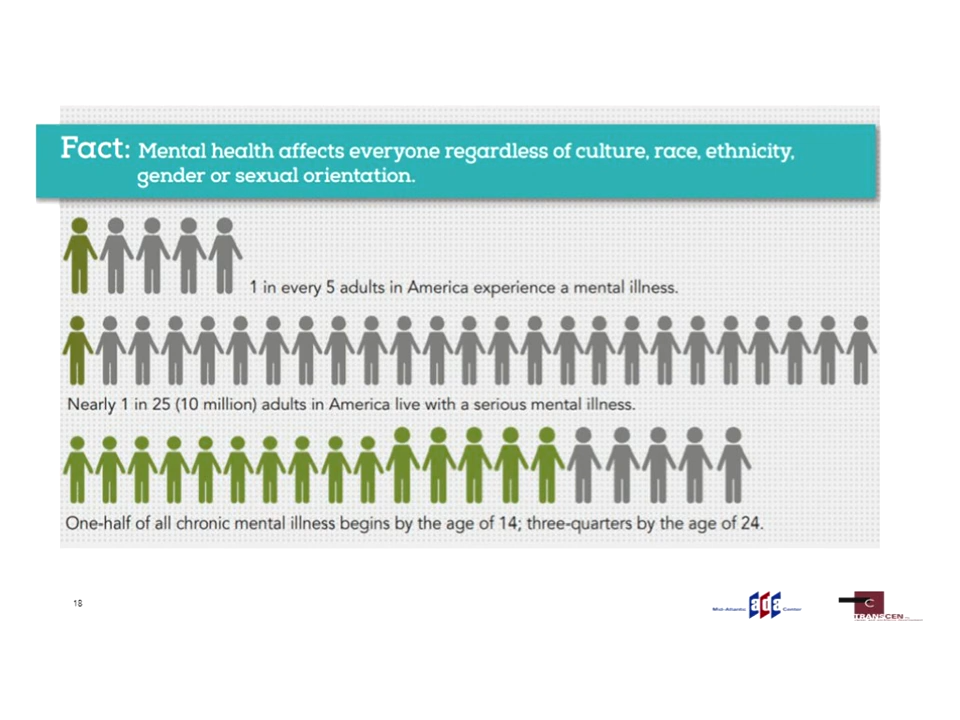 Fact: Mental health affects everyone regardless of culture, race, ethnicity,
gender or sexual orientation.
1 in every 5 adults in America experience a mental illness.
Nearly 1 in 25 (10 million) adults in America live with a serious mental illness.
One-half of all chronic mental illness begins by the age of 14; three-quarters by the age of 24.
18
Mid-Atlantic ada Center
C
TRANSCEN